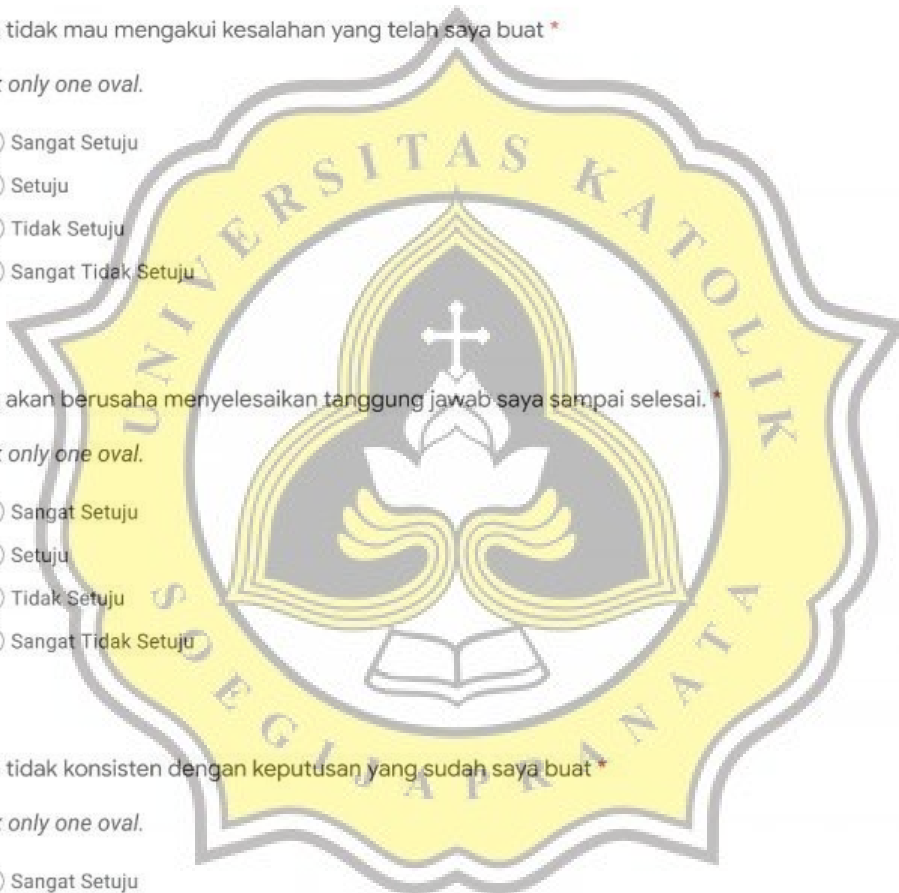 tidak mau mengakui kesalahan yang telah saya buat *
only one oval.
Sangat Setuju
Setuju
Tidak Setuju
Sangat Tidak Setuju
akan berusaha menyelesaikan tanggung jawab saya sampai selesai. *
only one oval.
Sangat Setuju
Setuju
Tidak Setuju
Sangat Tidak Setuju
tidak konsisten dengan keputusan yang sudah saya buat *
only one oval.
Sangat Setuju
UNIVERSITAS KATOLIK
SOEGIJAPRANATA